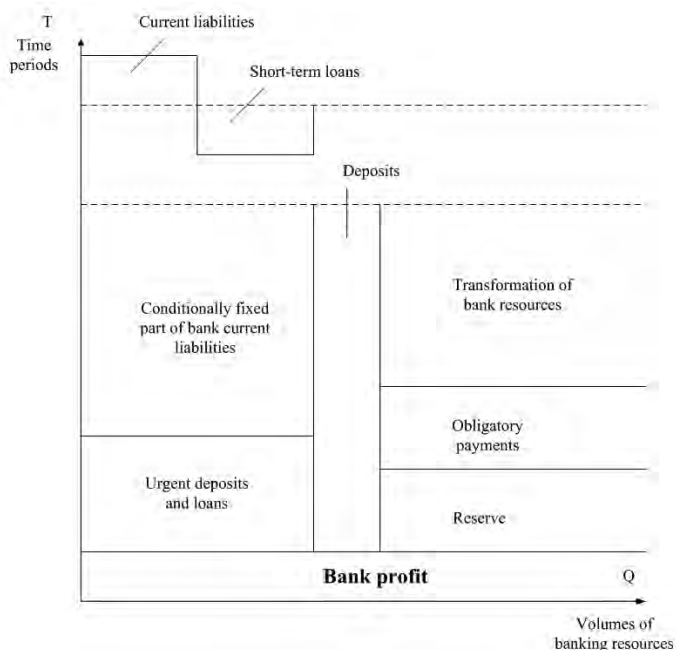 T
Time
periods
Current liabilities
Short-term loans
Deposits
Conditionally fixed
part of bank current
liabilities
Transformation of
bank resources
Obligatory
payments
Urgent deposits
and loans
Reserve
Bank profit
Q
Volumes of
banking resources